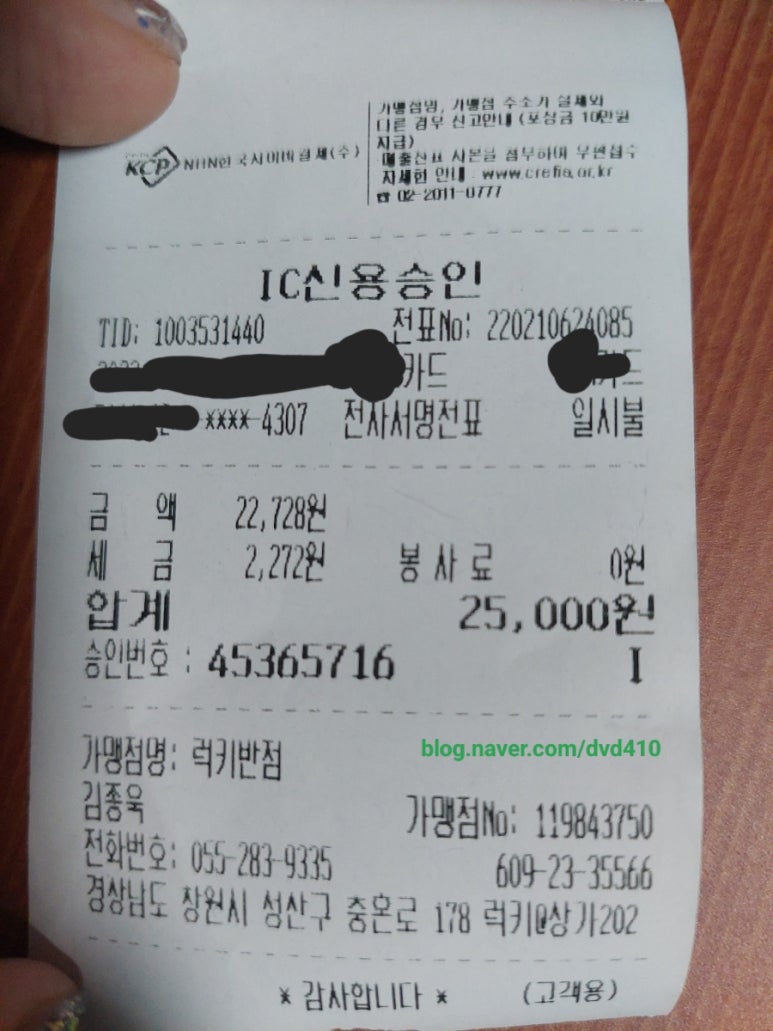 가맹점명, 가맹점 주소가 실제와
다른 경우 신고안내 (포상금 10만원
지급)
KCP NHN한국사이버결제(주)
매출전표 사본을 첨부하여 우편접수
자세한 안내 : www.crefia.or.kr
☎ 02-2011-0777
IC신용승인
TID: 1003531440 전표No: 220210624085
카드 카드
****-4307 전자서명전표 일시불
금 액 22,728원
세 금 2,272원 봉 사 료 0원
합계 25,000원
승인번호 : 45365716 I
blog.naver.com/dvd410
가맹점명: 럭키반점
김종욱 가맹점No: 119843750
전화번호: 055-283-9335 609-23-35566
경상남도 창원시 성산구 충혼로 178 럭키@상가202
* 감사합니다 * (고객용)